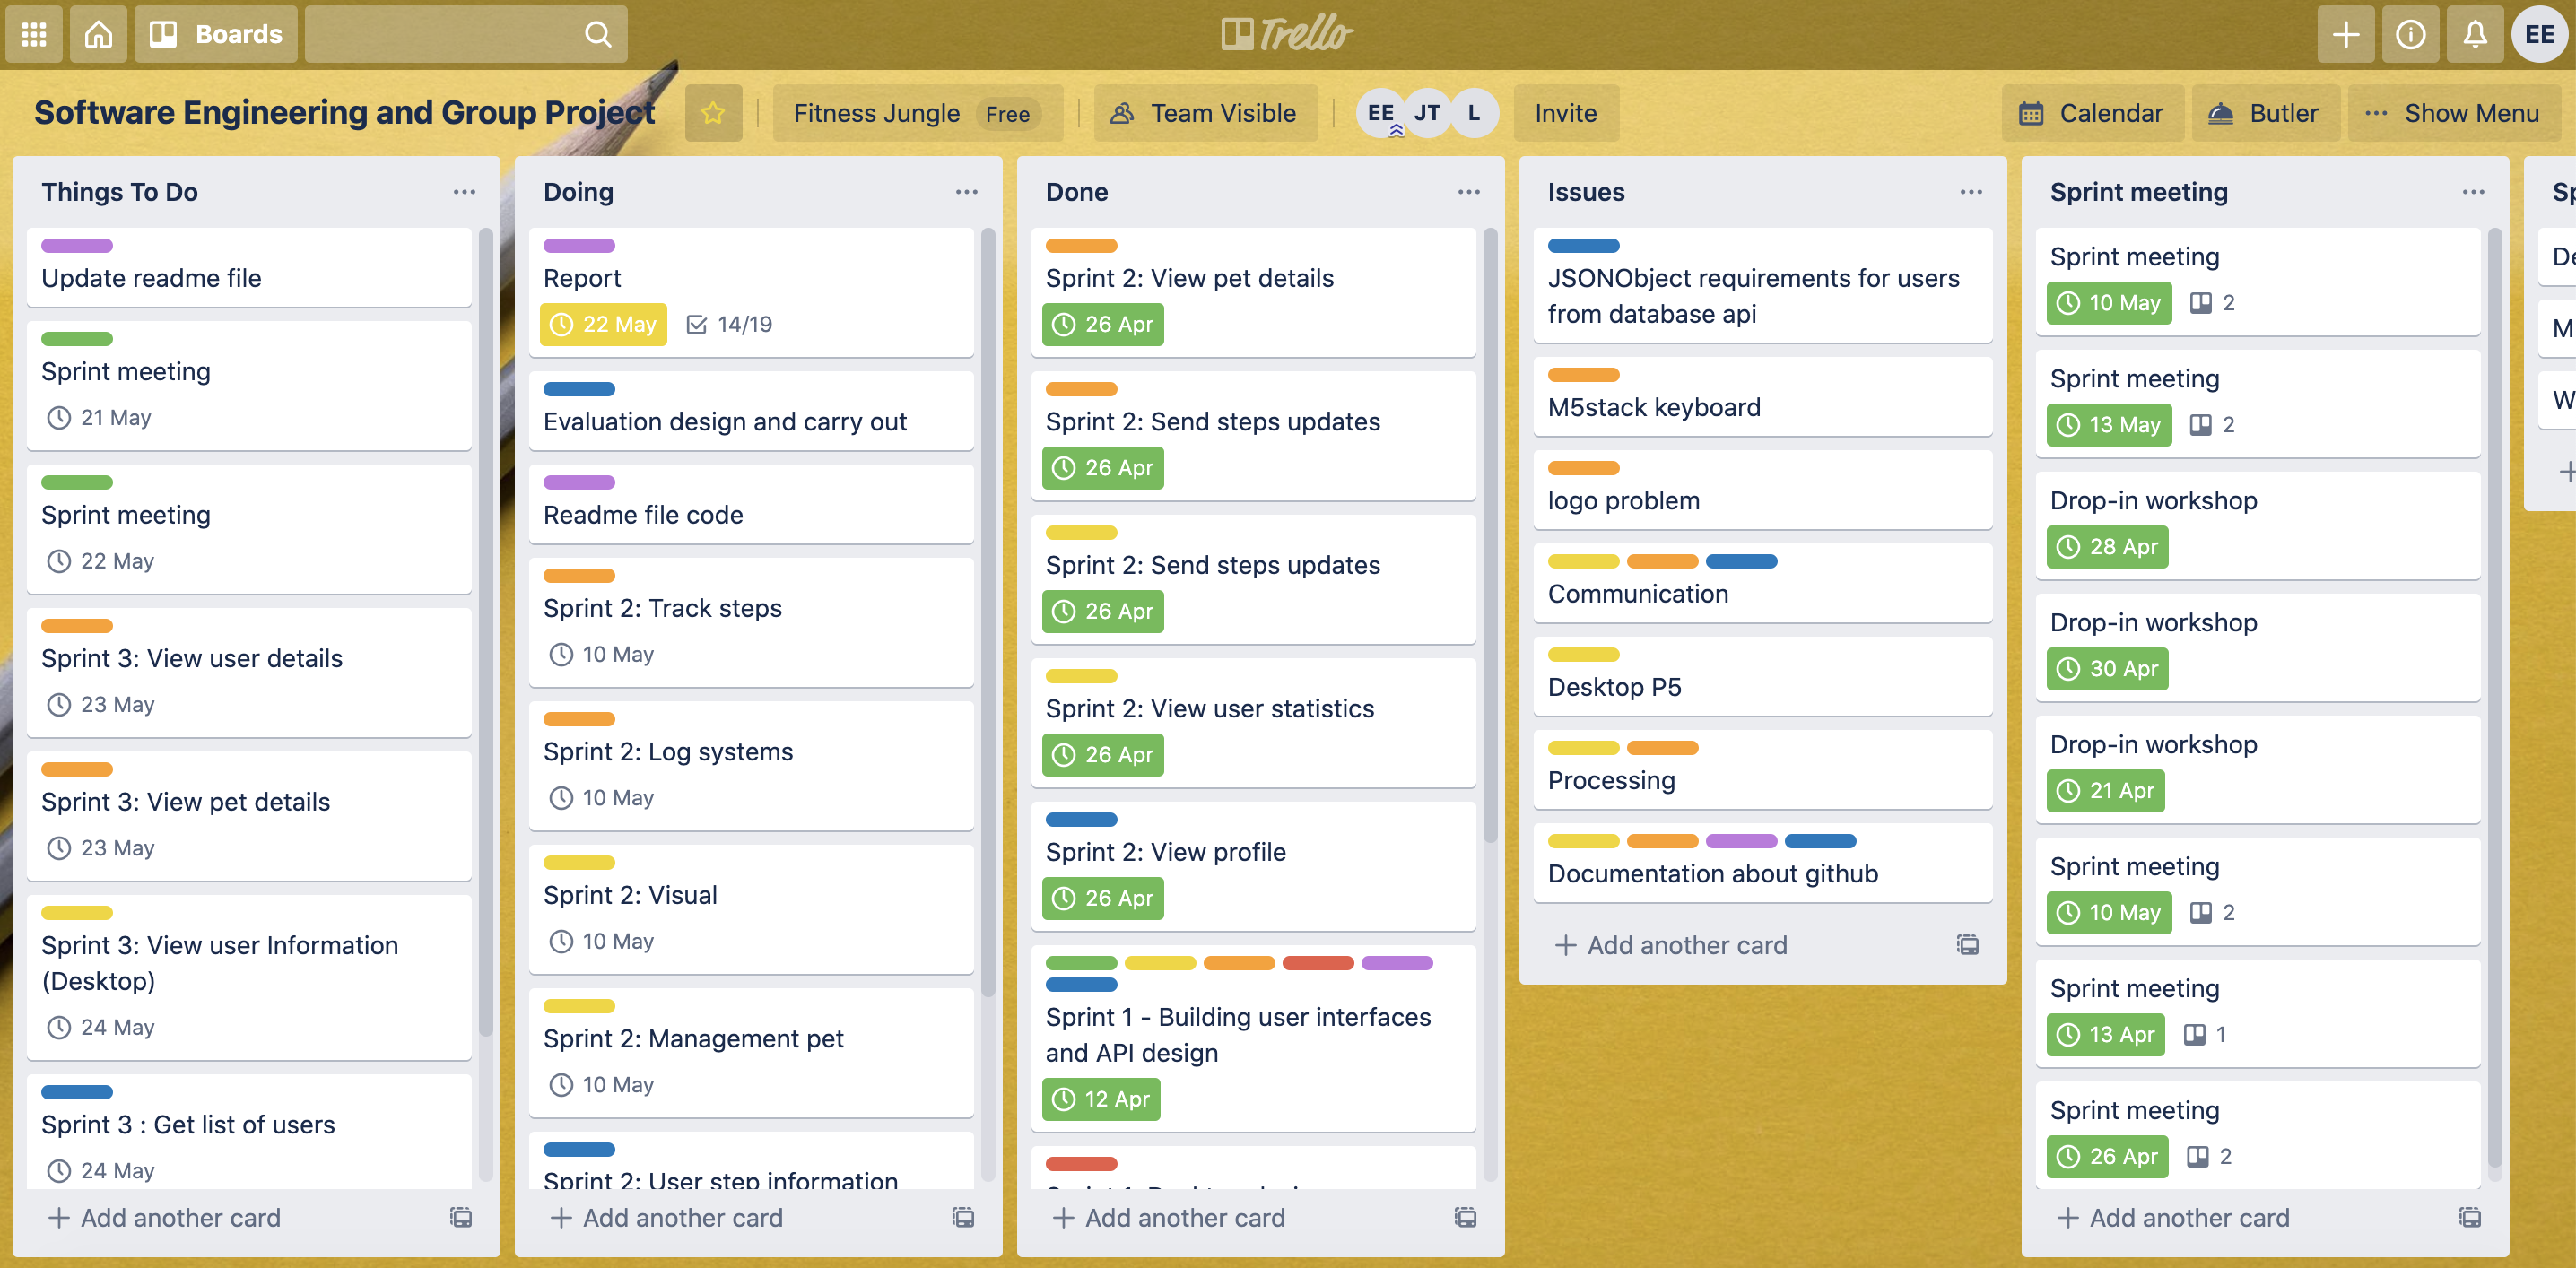 Boards
Trello
EE
Software Engineering and Group Project
Fitness Jungle Free
Team Visible
EE JT L
Invite
Calendar
Butler
Show Menu
Things To Do
Update readme file
Sprint meeting
21 May
Sprint meeting
22 May
Sprint 3: View user details
23 May
Sprint 3: View pet details
23 May
Sprint 3: View user Information
(Desktop)
24 May
Sprint 3 : Get list of users
24 May
+ Add another card
Doing
Report
22 May 14/19
Evaluation design and carry out
Readme file code
Sprint 2: Track steps
10 May
Sprint 2: Log systems
10 May
Sprint 2: Visual
10 May
Sprint 2: Management pet
10 May
Sprint 2: User step information
+ Add another card
Done
Sprint 2: View pet details
26 Apr
Sprint 2: Send steps updates
26 Apr
Sprint 2: Send steps updates
26 Apr
Sprint 2: View user statistics
26 Apr
Sprint 2: View profile
26 Apr
Sprint 1 - Building user interfaces
and API design
12 Apr
+ Add another card
Issues
JSONObject requirements for users
from database api
M5stack keyboard
logo problem
Communication
Desktop P5
Processing
Documentation about github
+ Add another card
Sprint meeting
Sprint meeting
10 May 2
Sprint meeting
13 May 2
Drop-in workshop
28 Apr
Drop-in workshop
30 Apr
Drop-in workshop
21 Apr
Sprint meeting
10 May 2
Sprint meeting
13 Apr 1
Sprint meeting
26 Apr 2
+ Add another card